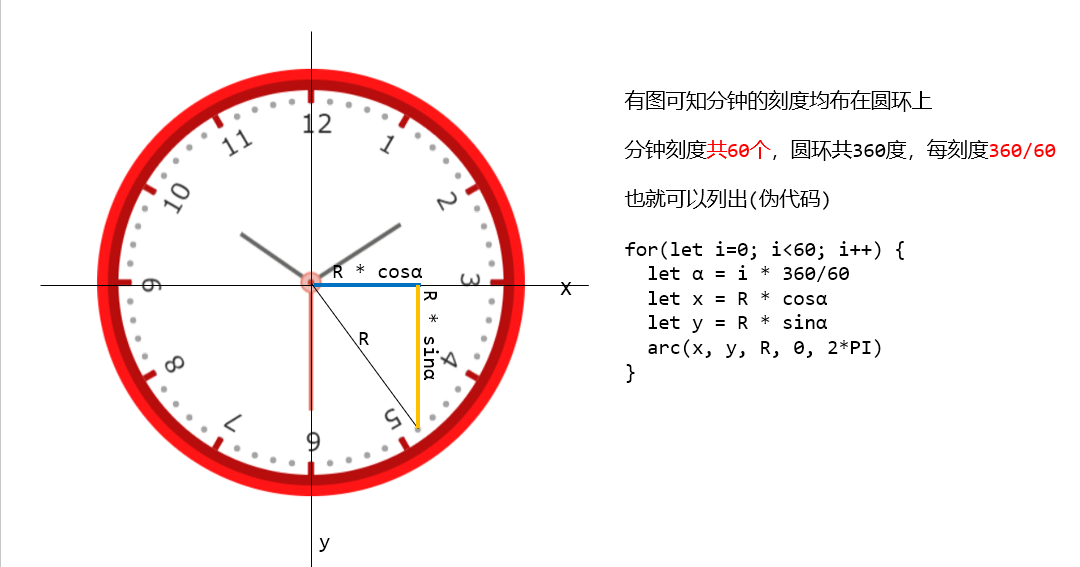 有图可知分钟的刻度均布在圆环上
分钟刻度共60个，圆环共360度，每刻度360/60
也就可以列出(伪代码)
for(let i=0; i<60; i++) {
let α = i * 360/60
let x = R * cosα
let y = R * sinα
arc(x, y, R, 0, 2*PI)
}
12
1
2
3
4
5
6
7
8
9
10
11
R * cosα
R * sinα
R
x
y